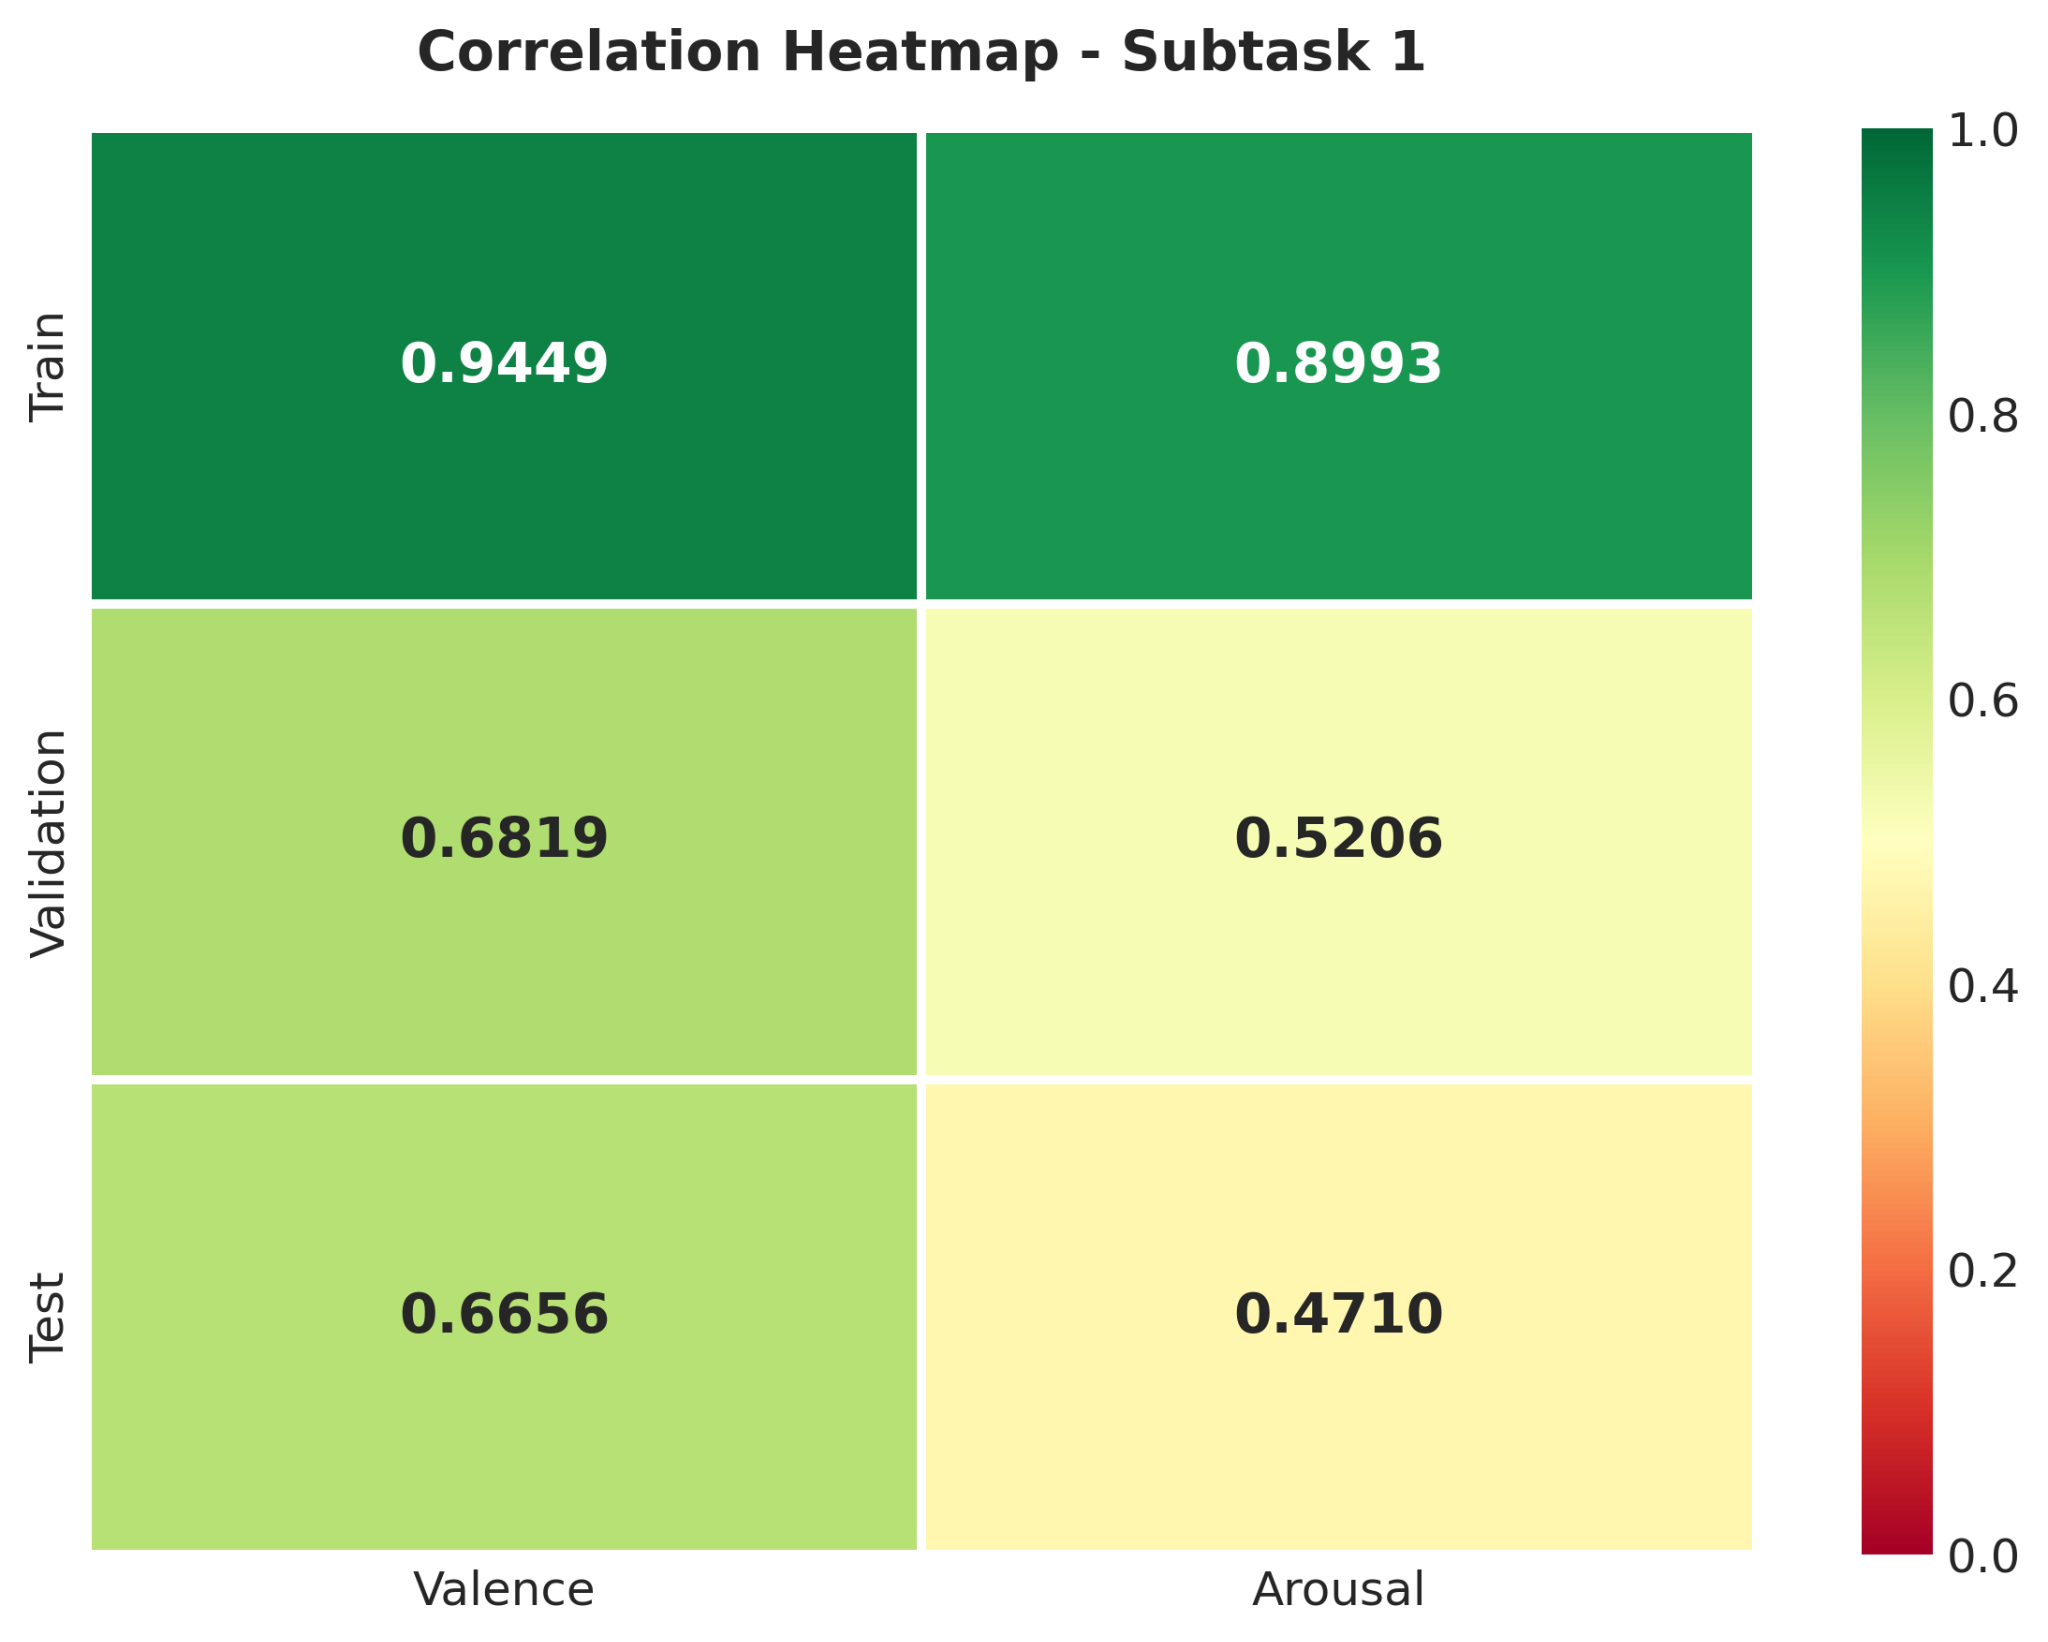 Correlation Heatmap - Subtask 1
Train
0.9449
0.8993
Validation
0.6819
0.5206
Test
0.6656
0.4710
Valence
Arousal
1.0
0.8
0.6
0.4
0.2
0.0